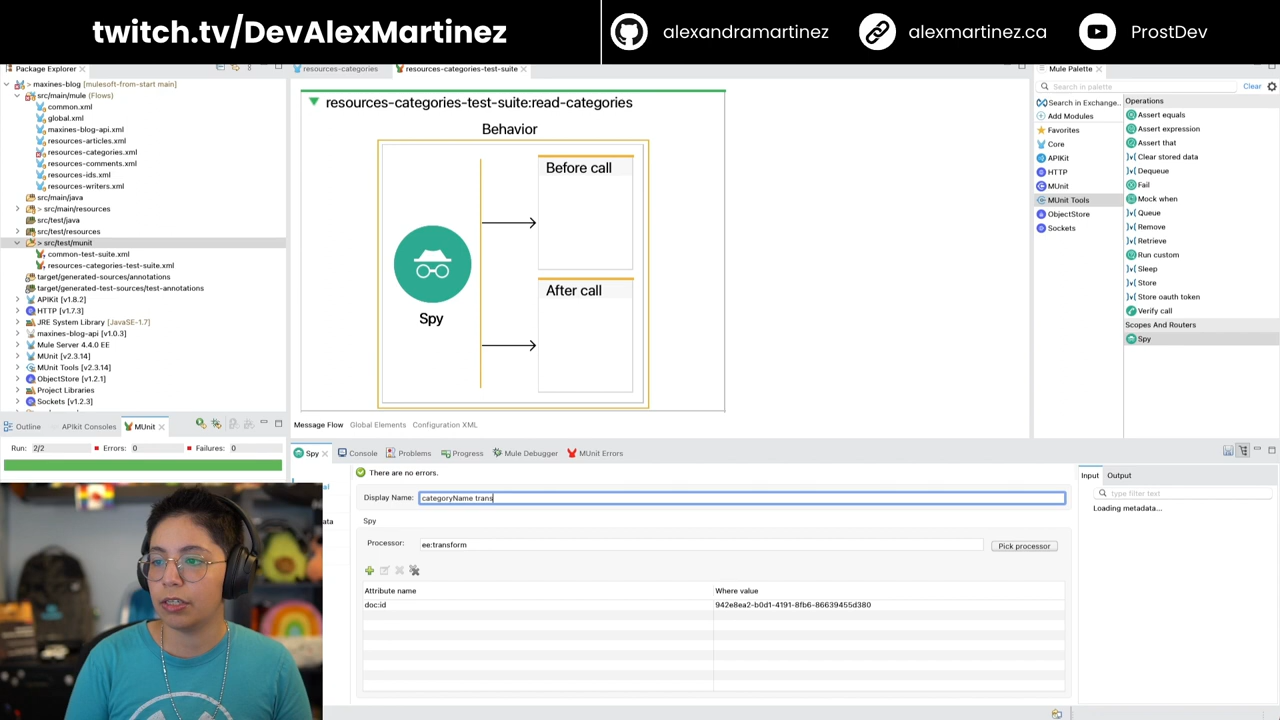 twitch.tv/DevAlexMartinez
alexandramartinez
alexmartinez.ca
ProstDev
Package Explorer
maxines-blog [mulesoft-from-start main]
src/main/mule (Flows)
common.xml
global.xml
maxines-blog-api.xml
resources-articles.xml
resources-categories.xml
resources-comments.xml
resources-ids.xml
resources-writers.xml
src/main/java
> src/main/resources
src/test/java
src/test/resources
> src/test/munit
common-test-suite.xml
resources-categories-test-suite.xml
target/generated-sources/annotations
target/generated-test-sources/test-annotations
APIKit [v1.8.2]
HTTP [v1.7.3]
JRE System Library [JavaSE-1.7]
maxines-blog-api [v1.0.3]
Mule Server 4.4.0 EE
MUnit [v2.3.14]
MUnit Tools [v2.3.14]
ObjectStore [v1.2.1]
Project Libraries
Sockets [v1.2.3]
Outline
APIkit Consoles
MUnit
Run: 2/2
Errors: 0
Failures: 0
resources-categories
resources-categories-test-suite
resources-categories-test-suite:read-categories
Behavior
Before call
Spy
After call
Message Flow
Global Elements
Configuration XML
Mule Palette
Search in palette
Clear
Search in Exchange..
Add Modules
Favorites
Core
APIKit
HTTP
MUnit
MUnit Tools
ObjectStore
Sockets
Operations
Assert equals
Assert expression
Assert that
Clear stored data
Dequeue
Fail
Mock when
Queue
Remove
Retrieve
Run custom
Sleep
Store
Store oauth token
Verify call
Scopes And Routers
Spy
Spy
Console
Problems
Progress
Mule Debugger
MUnit Errors
There are no errors.
Display Name:
categoryName trans
Spy
Processor:
ee:transform
Pick processor
Attribute name
Where value
doc:id
942e8ea2-b0d1-4191-8fb6-86639455d380
Input
Output
type filter text
Loading metadata...